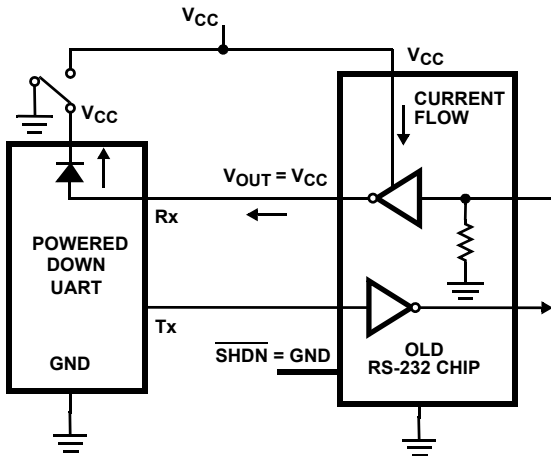 VCC
VCC
VCC
CURRENT
FLOW
VOUT = VCC
Rx
POWERED
DOWN
UART
Tx
SHDN = GND
OLD
RS-232 CHIP
GND